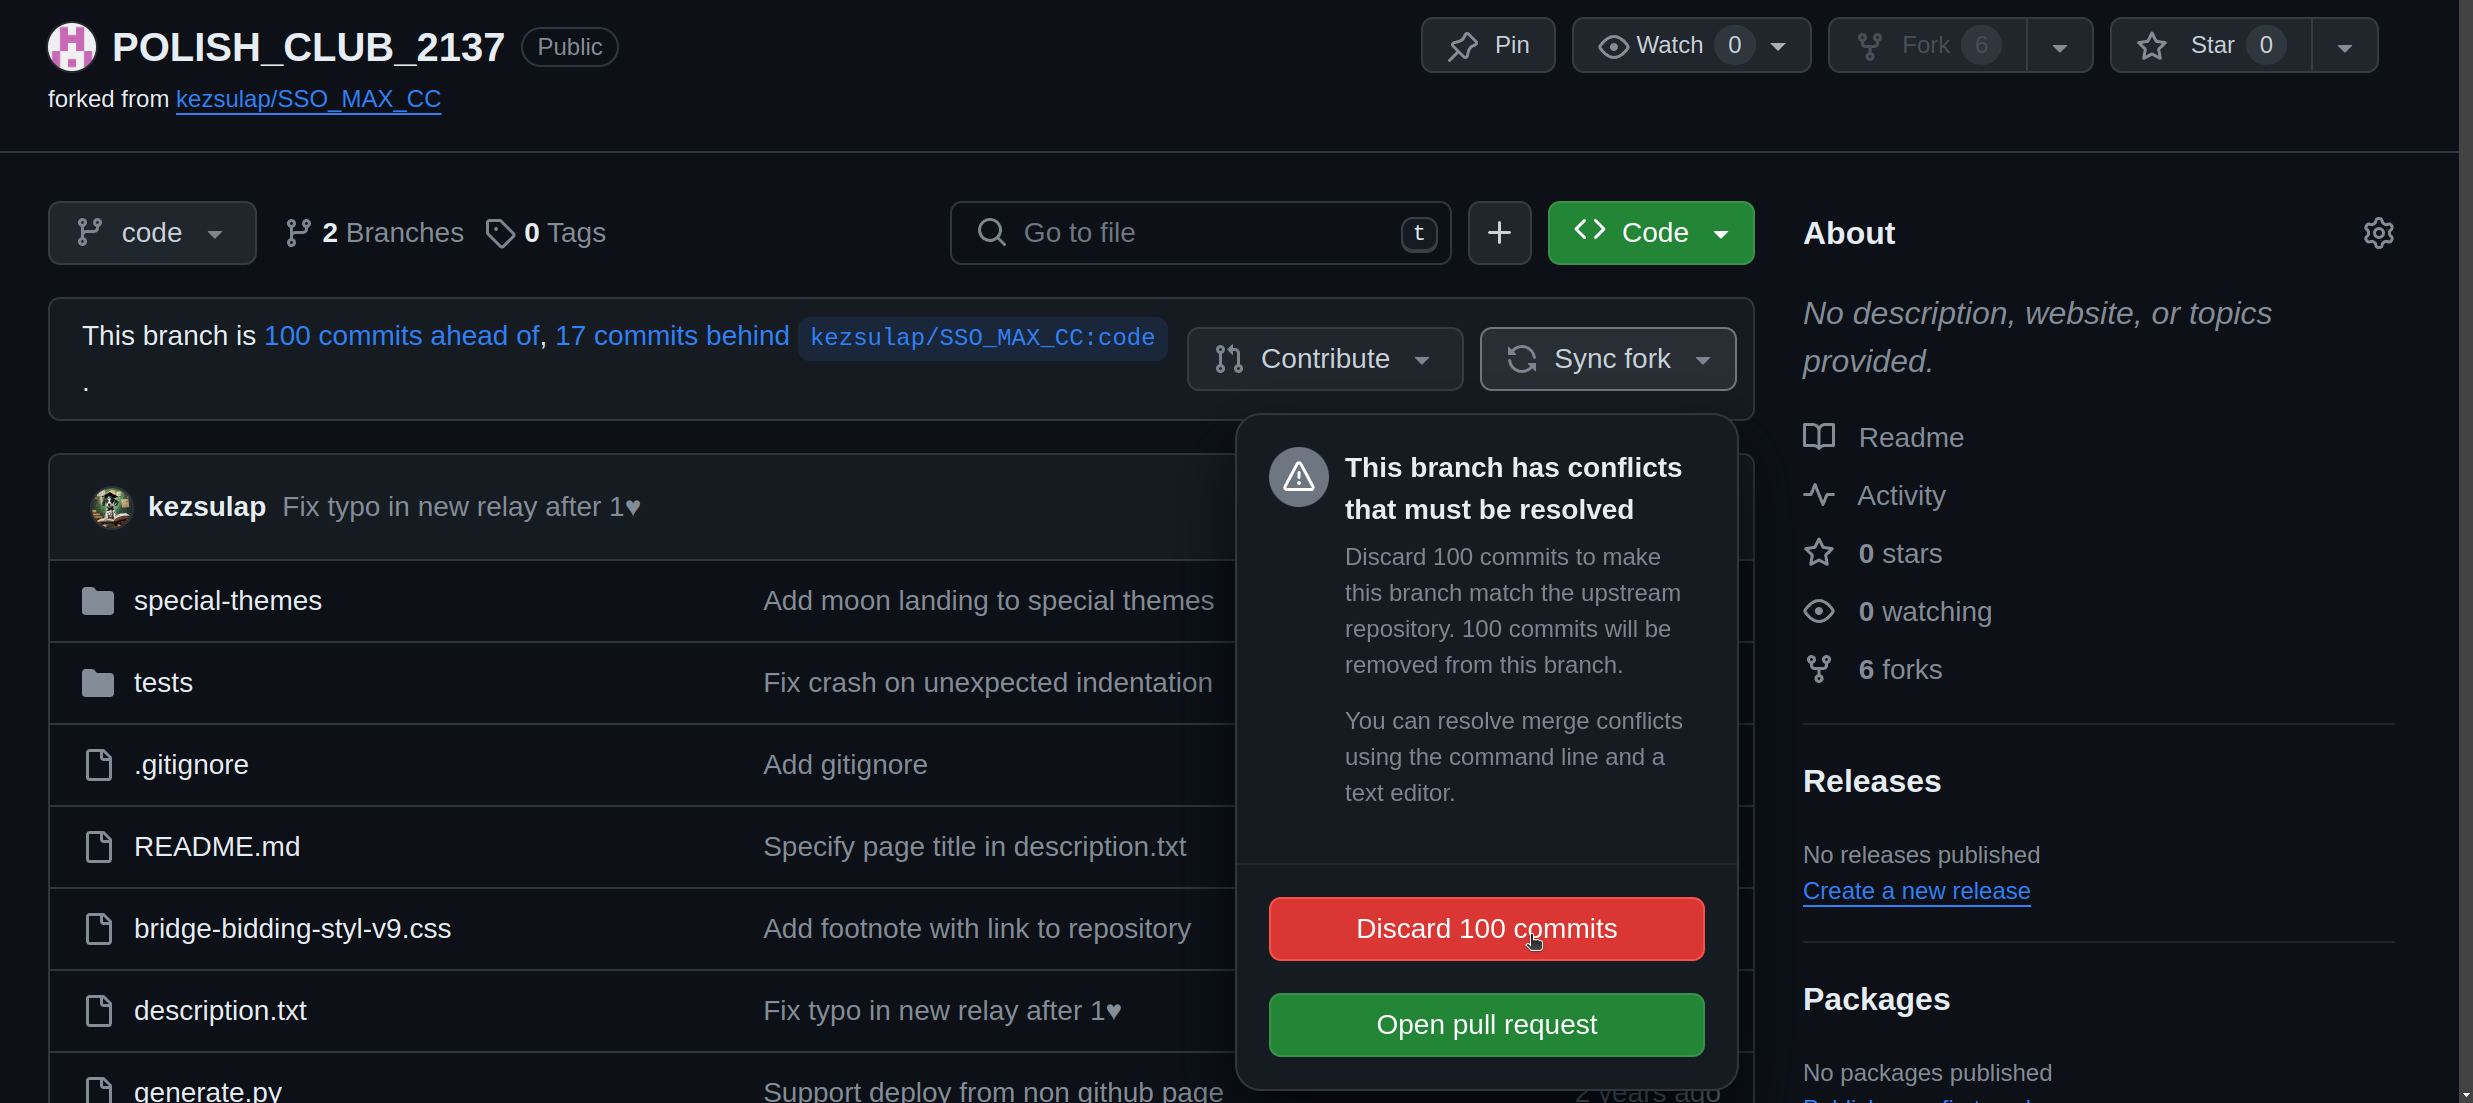 POLISH_CLUB_2137 Public
Pin
Watch 0
Fork 6
Star 0
forked from kezsulap/SSO_MAX_CC
code
2 Branches
0 Tags
Go to file
t
Code
This branch is 100 commits ahead of, 17 commits behind kezsulap/SSO_MAX_CC:code
.
Contribute
Sync fork
This branch has conflicts
that must be resolved
Discard 100 commits to make
this branch match the upstream
repository. 100 commits will be
removed from this branch.
You can resolve merge conflicts
using the command line and a
text editor.
Discard 100 commits
Open pull request
kezsulap Fix typo in new relay after 1♥
special-themes Add moon landing to special themes
tests Fix crash on unexpected indentation
.gitignore Add gitignore
README.md Specify page title in description.txt
bridge-bidding-styl-v9.css Add footnote with link to repository
description.txt Fix typo in new relay after 1♥
generate.py Support deploy from non github page 2 years ago
About
No description, website, or topics
provided.
Readme
Activity
0 stars
0 watching
6 forks
Releases
No releases published
Create a new release
Packages
No packages published